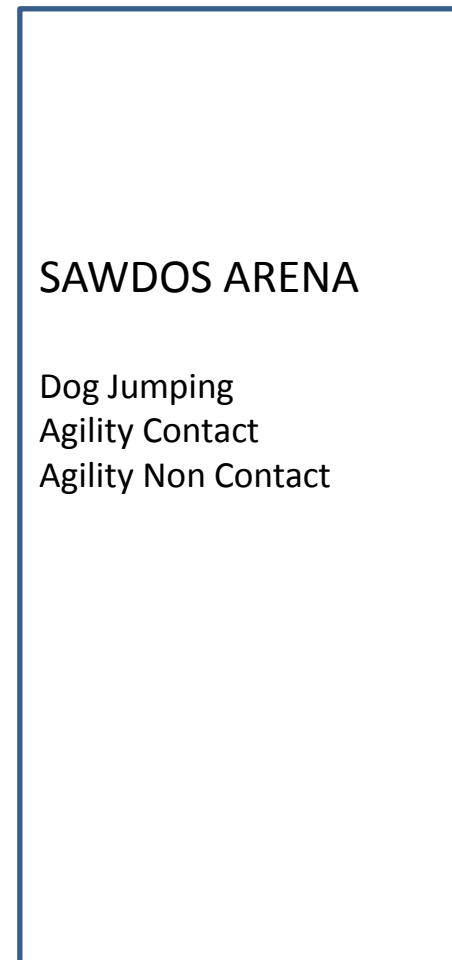 SAWDOS ARENA
Dog Jumping
Agility Contact
Agility Non Contact